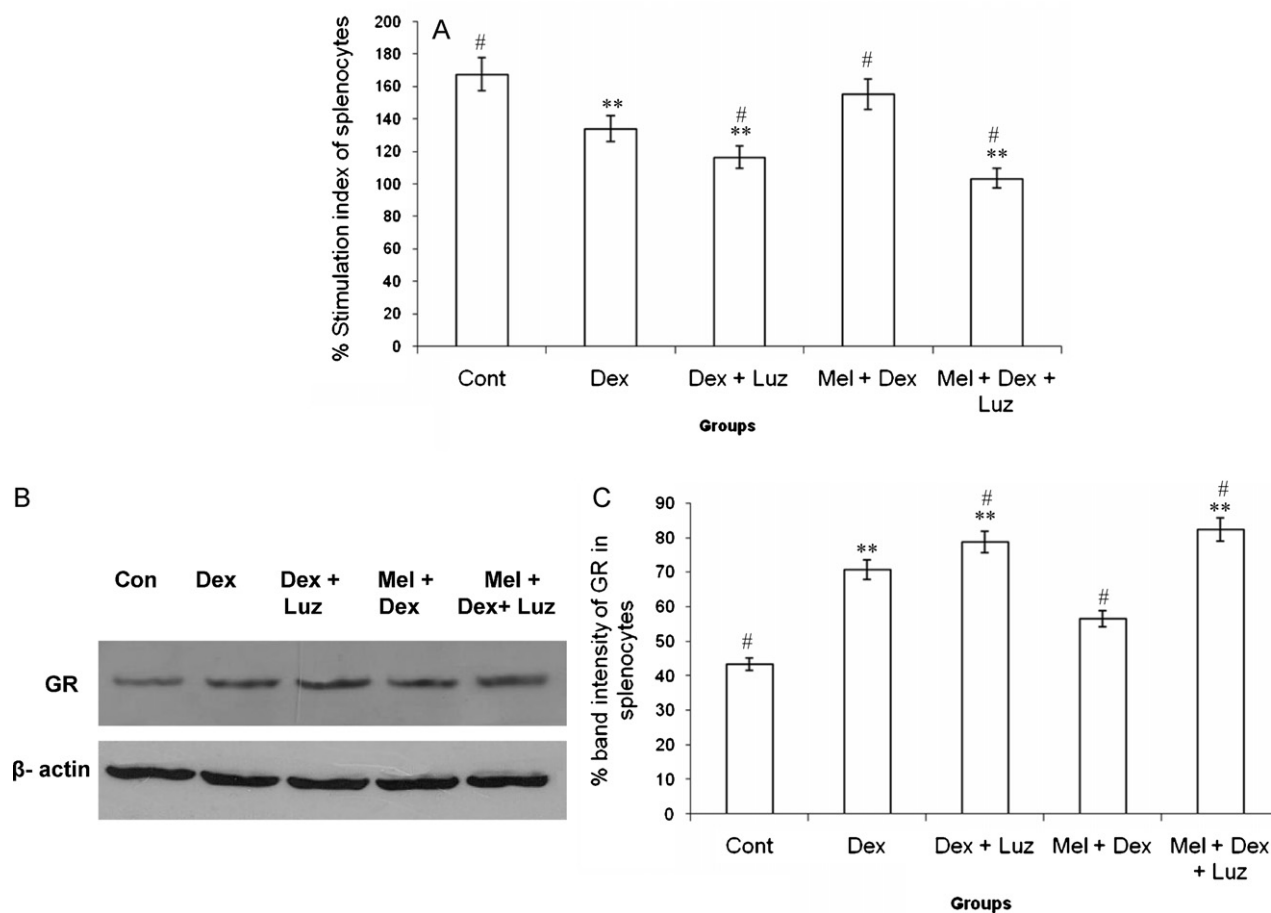 A
% Stimulation index of splenocytes
200
180
160
140
120
100
80
60
40
20
0
#
**
#
**
#
#
**
Cont Dex Dex + Luz Mel + Dex Mel + Dex +
Luz
Groups
B
Con Dex Dex + Mel + Mel +
Luz Dex Dex+ Luz
GR
β- actin
C
% band intensity of GR in
splenocytes
90
80
70
60
50
40
30
20
10
0
#
**
#
**
#
#
**
Cont Dex Dex + Luz Mel + Dex Mel + Dex
+ Luz
Groups